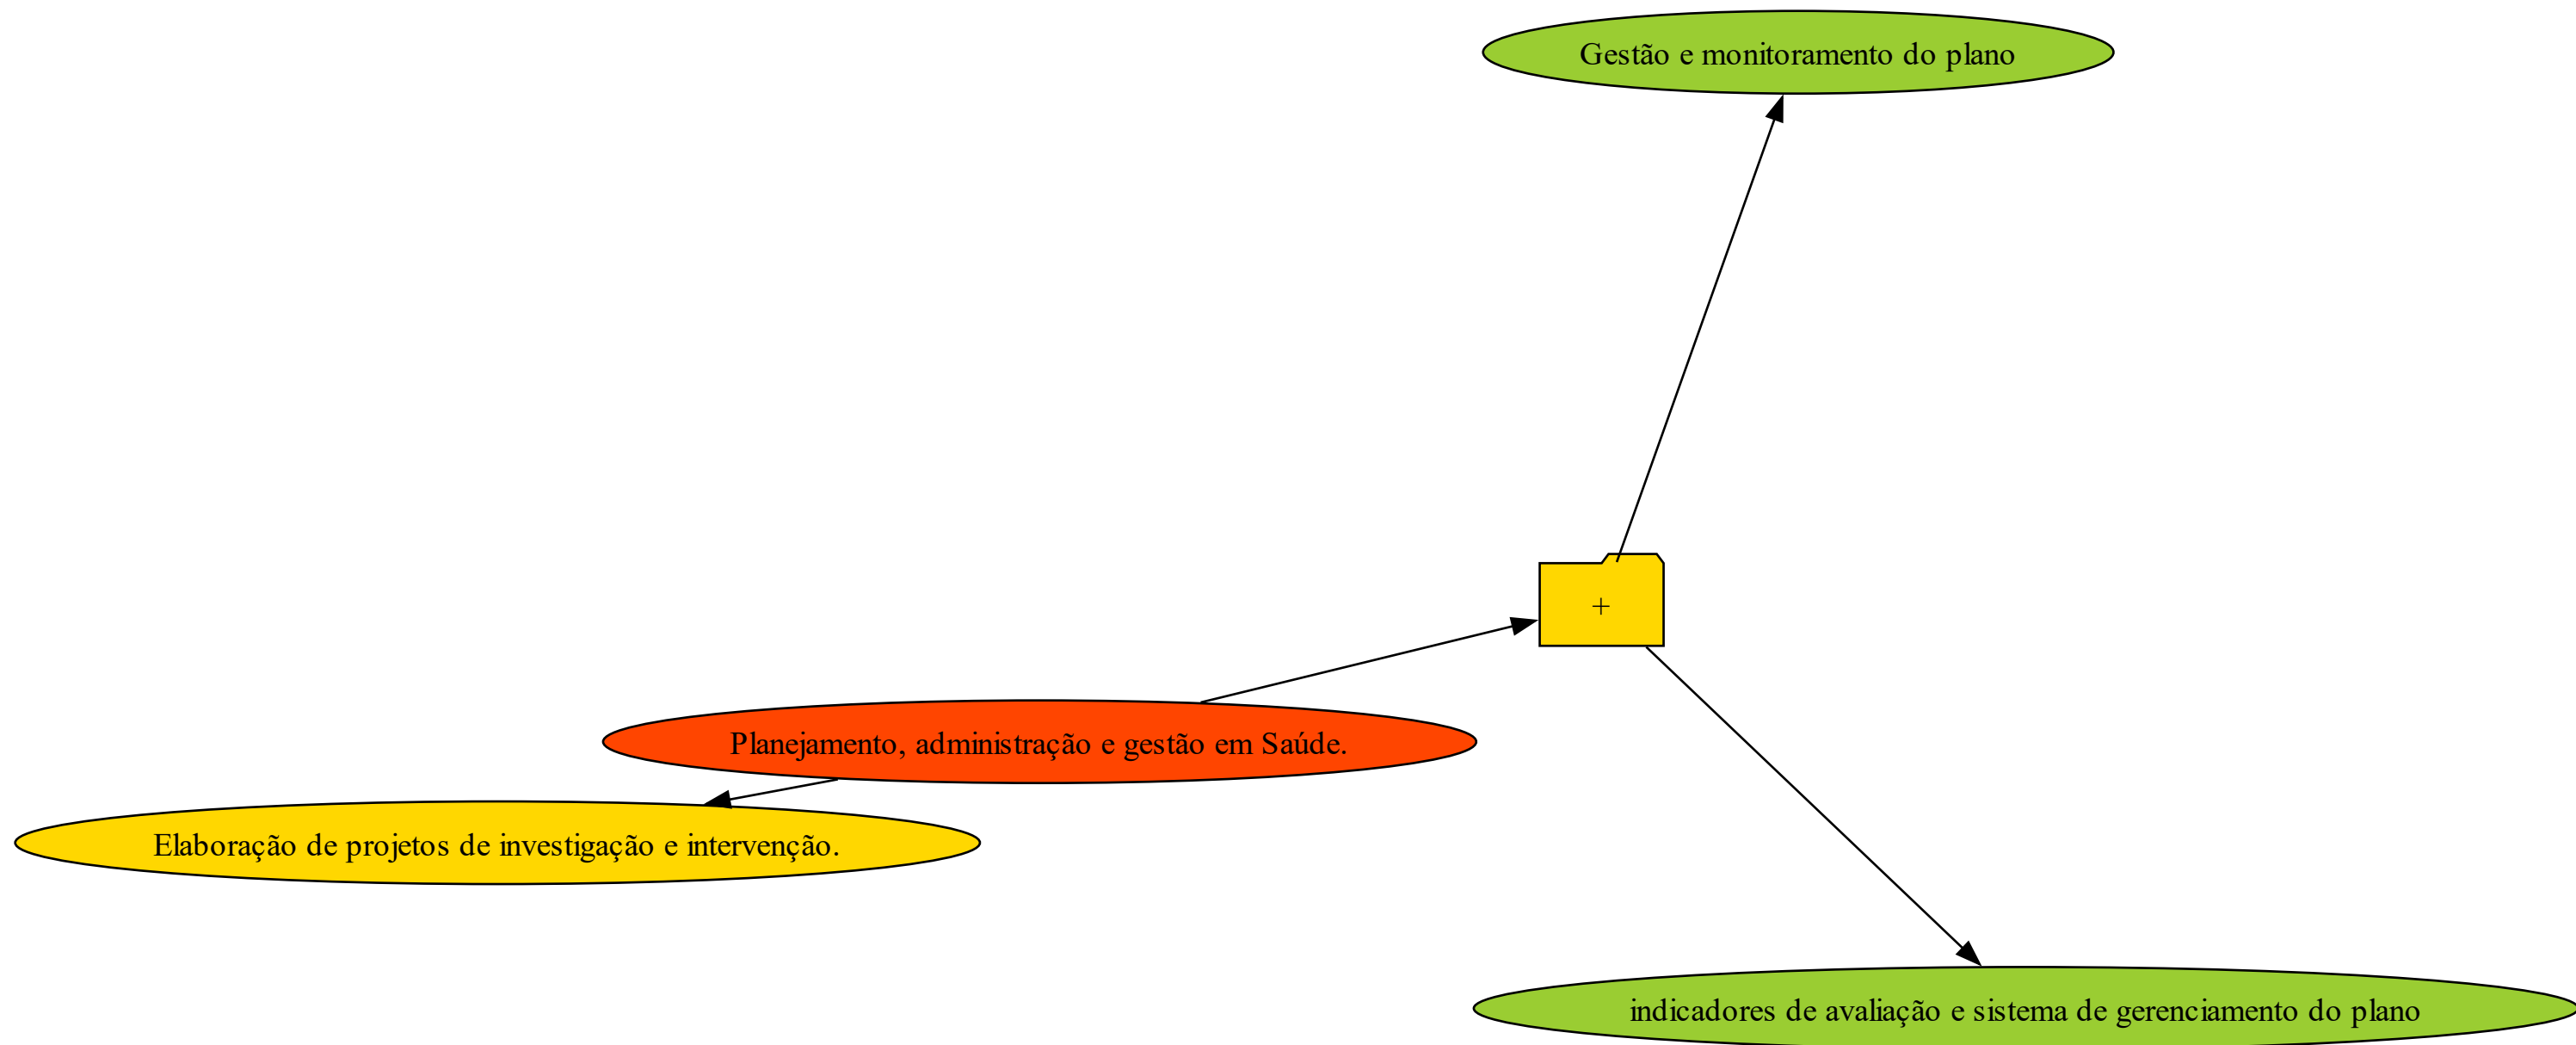 Gestão e monitoramento do plano
+
Planejamento, administração e gestão em Saúde.
Elaboração de projetos de investigação e intervenção.
indicadores de avaliação e sistema de gerenciamento do plano